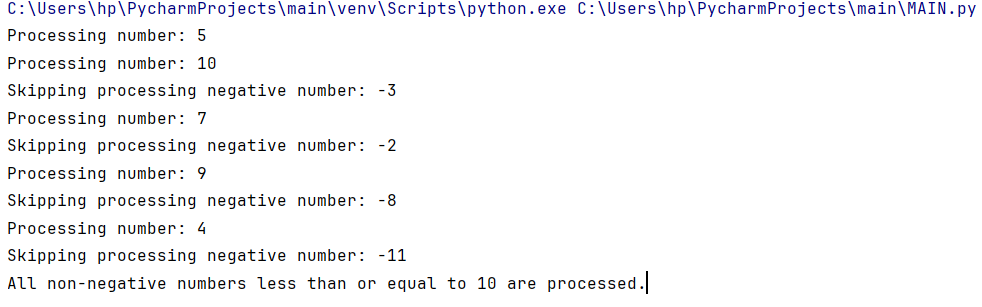 C:\Users\hp\PycharmProjects\main\venv\Scripts\python.exe C:\Users\hp\PycharmProjects\main\MAIN.py
Processing number: 5
Processing number: 10
Skipping processing negative number: -3
Processing number: 7
Skipping processing negative number: -2
Processing number: 9
Skipping processing negative number: -8
Processing number: 4
Skipping processing negative number: -11
All non-negative numbers less than or equal to 10 are processed.